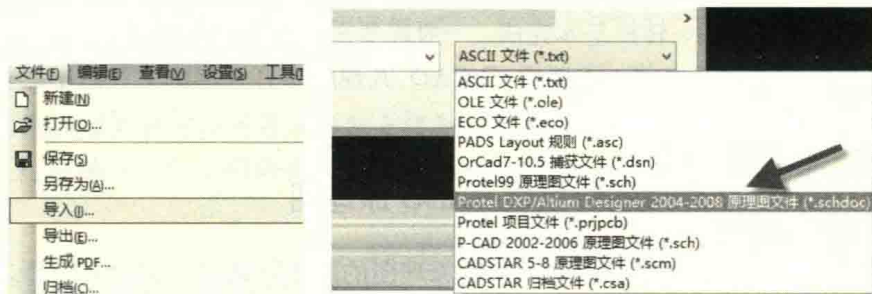 文件(F) 编辑(E) 查看(V) 设置(S) 工具
新建(N)
打开(O)...
保存(S)
另存为(A)...
导入(I)...
导出(E)...
生成 PDF...
归档(C)...
ASCII 文件 (*.txt)
ASCII 文件 (*.txt)
OLE 文件 (*.ole)
ECO 文件 (*.eco)
PADS Layout 规则 (*.asc)
OrCad7-10.5 捕获文件 (*.dsn)
Protel99 原理图文件 (*.sch)
Protel DXP/Altium Designer 2004-2008 原理图文件 (*.schdoc)
Protel 项目文件 (*.prjpcb)
P-CAD 2002-2006 原理图文件 (*.sch)
CADSTAR 5-8 原理图文件 (*.scm)
CADSTAR 归档文件 (*.csa)